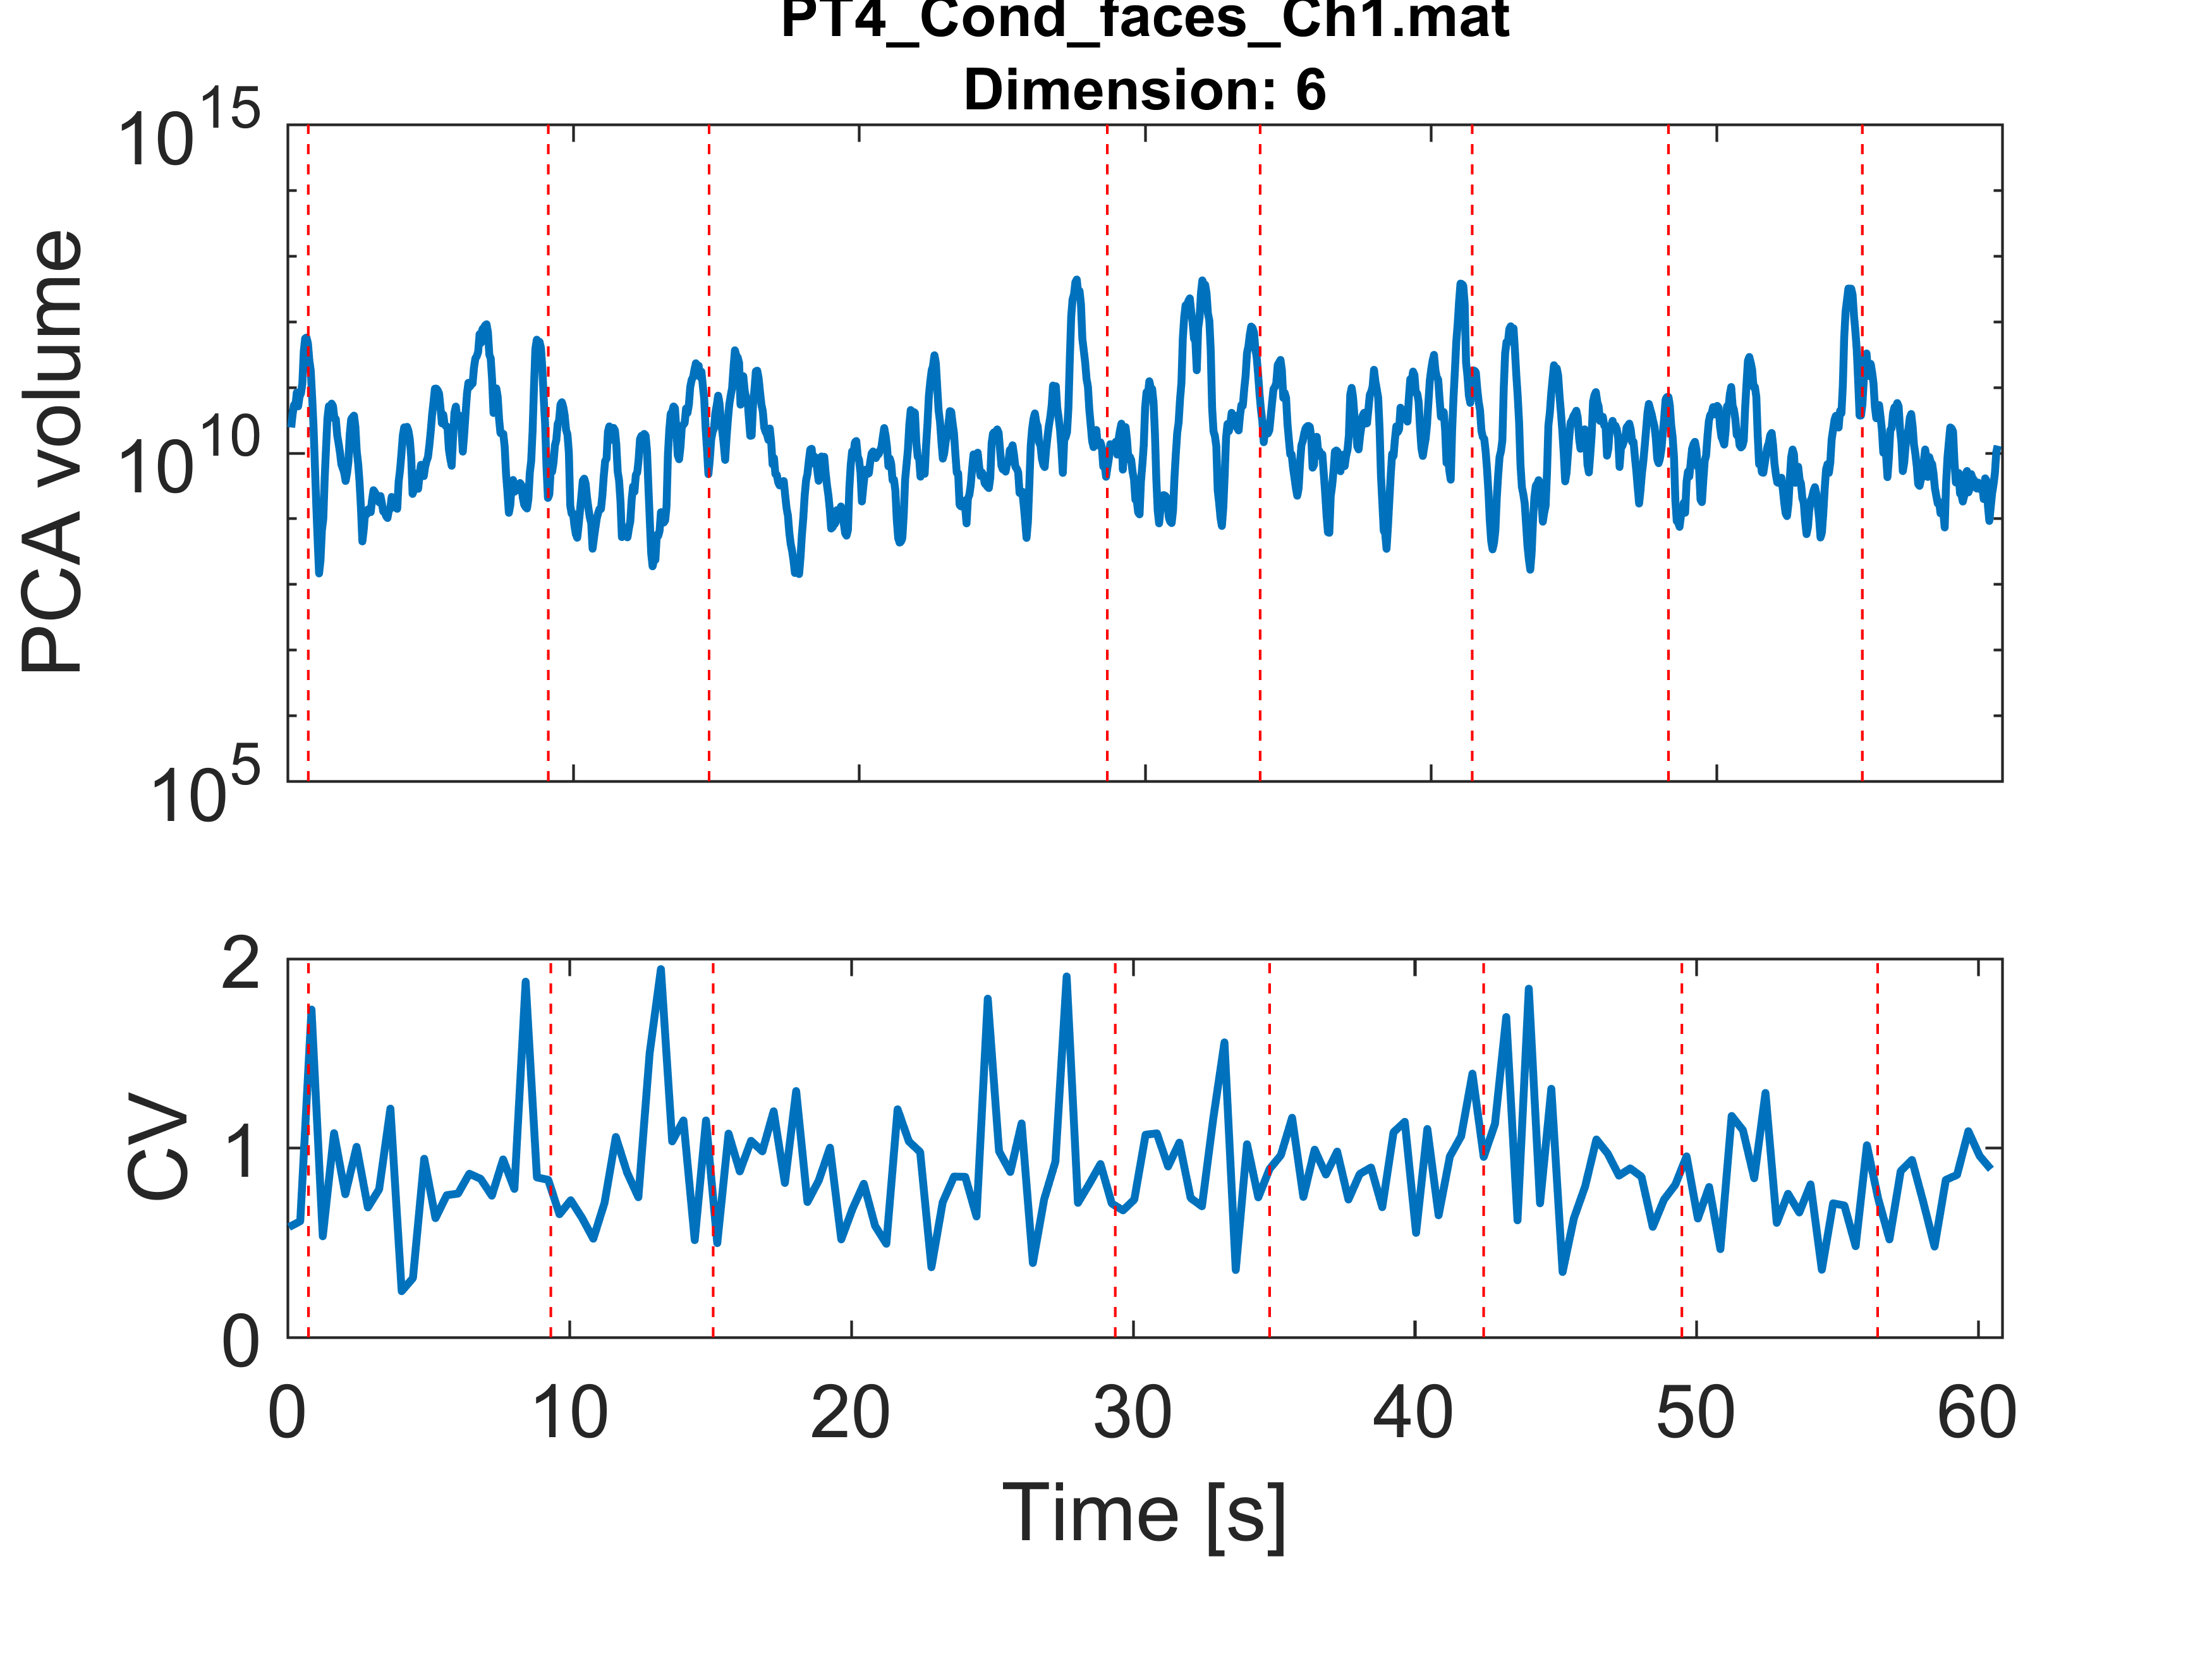 PT4_Cond_faces_Ch1.mat
Dimension: 6
10^15
10^10
10^5
PCA volume
2
1
0
CV
0 10 20 30 40 50 60
Time [s]